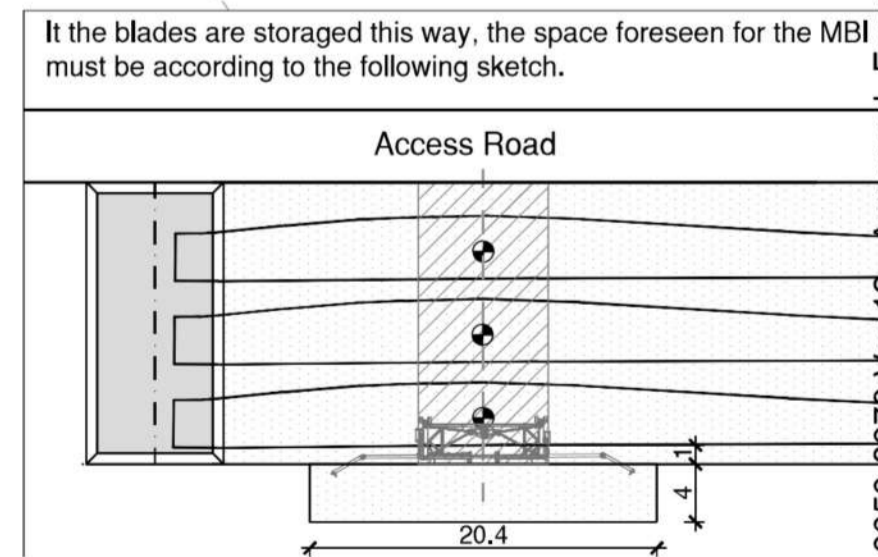 It the blades are storaged this way, the space foreseen for the MBI
must be according to the following sketch.
Access Road
1
4
20.4